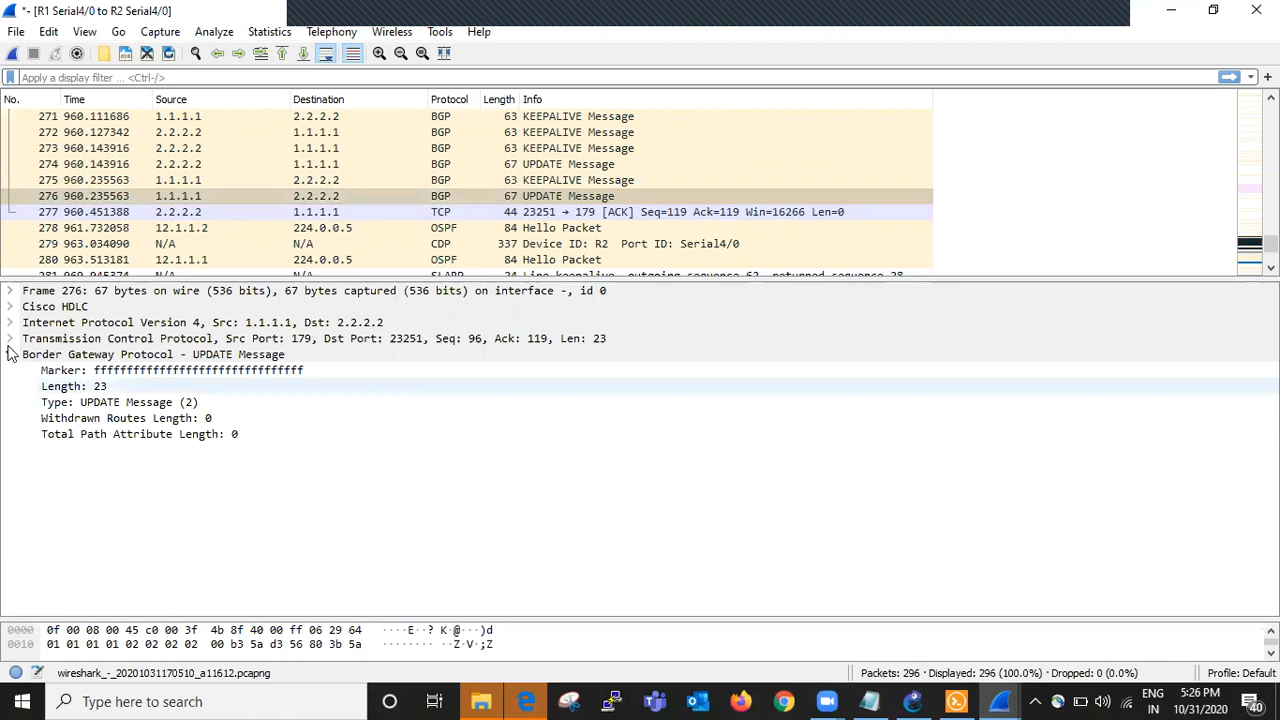 *- [R1 Serial4/0 to R2 Serial4/0]
File Edit View Go Capture Analyze Statistics Telephony Wireless Tools Help
Apply a display filter ... <Ctrl-/>
No. Time Source Destination Protocol Length Info
271 960.111686 1.1.1.1 2.2.2.2 BGP 63 KEEPALIVE Message
272 960.127342 2.2.2.2 1.1.1.1 BGP 63 KEEPALIVE Message
273 960.143916 2.2.2.2 1.1.1.1 BGP 63 KEEPALIVE Message
274 960.143916 2.2.2.2 1.1.1.1 BGP 67 UPDATE Message
275 960.235563 1.1.1.1 2.2.2.2 BGP 63 KEEPALIVE Message
276 960.235563 1.1.1.1 2.2.2.2 BGP 67 UPDATE Message
277 960.451388 2.2.2.2 1.1.1.1 TCP 44 23251 → 179 [ACK] Seq=119 Ack=119 Win=16266 Len=0
278 961.732058 12.1.1.2 224.0.0.5 OSPF 84 Hello Packet
279 963.034090 N/A N/A CDP 337 Device ID: R2 Port ID: Serial4/0
280 963.513181 12.1.1.1 224.0.0.5 OSPF 84 Hello Packet
281 969.945374 N/A N/A SLARP 24 Line keepalive, outgoing sequence 62, returned sequence 28
Frame 276: 67 bytes on wire (536 bits), 67 bytes captured (536 bits) on interface -, id 0
Cisco HDLC
Internet Protocol Version 4, Src: 1.1.1.1, Dst: 2.2.2.2
Transmission Control Protocol, Src Port: 179, Dst Port: 23251, Seq: 96, Ack: 119, Len: 23
Border Gateway Protocol - UPDATE Message
Marker: ffffffffffffffffffffffffffffffff
Length: 23
Type: UPDATE Message (2)
Withdrawn Routes Length: 0
Total Path Attribute Length: 0
0000 0f 00 08 00 45 c0 00 3f 4b 8f 40 00 ff 06 29 64 ····E··? K·@···)d
0010 01 01 01 01 02 02 02 02 00 b3 5a d3 56 80 3b 5a ········ ··Z·V·;Z
wireshark_-_20201031170510_a11612.pcapng
Packets: 296 · Displayed: 296 (100.0%) · Dropped: 0 (0.0%)
Profile: Default
Type here to search
ENG
IN
5:26 PM
10/31/2020
40